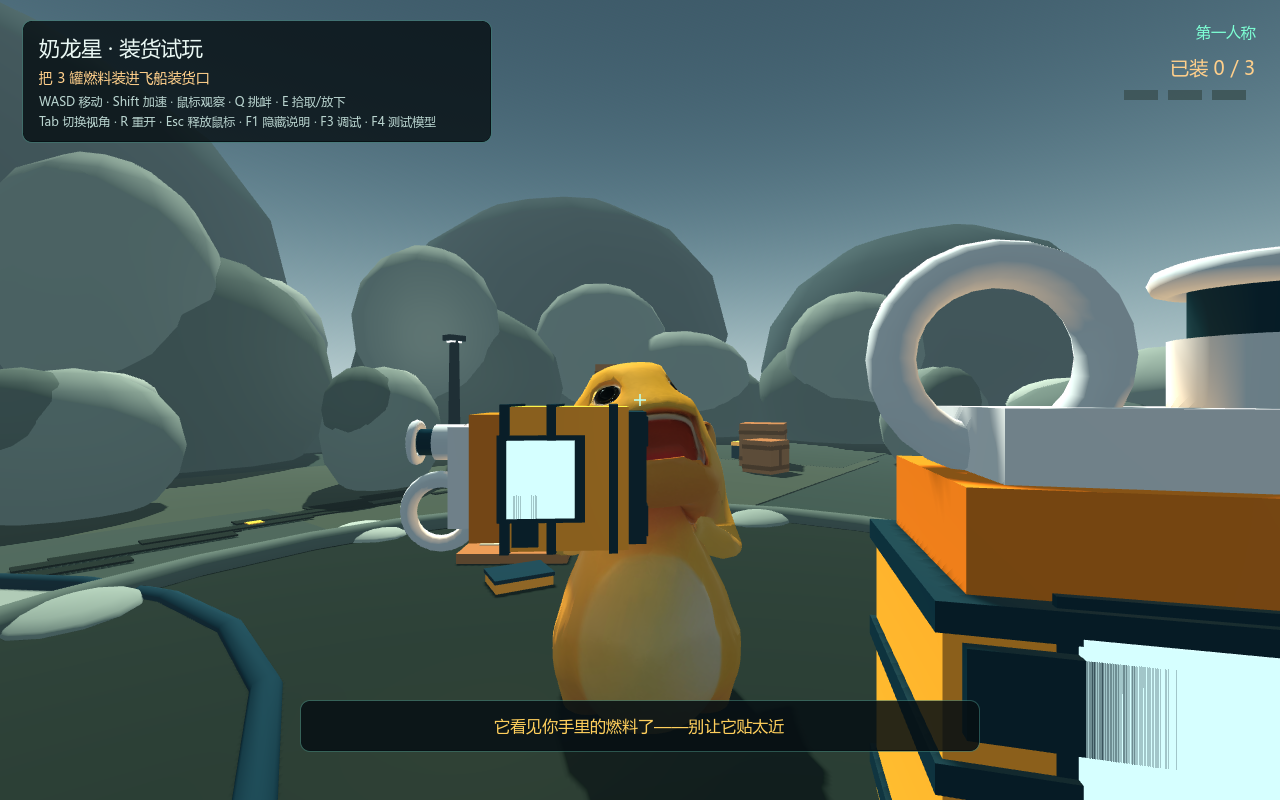 奶龙星 · 装货试玩
把 3 罐燃料装进飞船装货口
WASD 移动 · Shift 加速 · 鼠标观察 · Q 挑衅 · E 拾取/放下
Tab 切换视角 · R 重开 · Esc 释放鼠标 · F1 隐藏说明 · F3 调试 · F4 测试模型
第一人称
已装 0 / 3
它看见你手里的燃料了——别让它贴太近